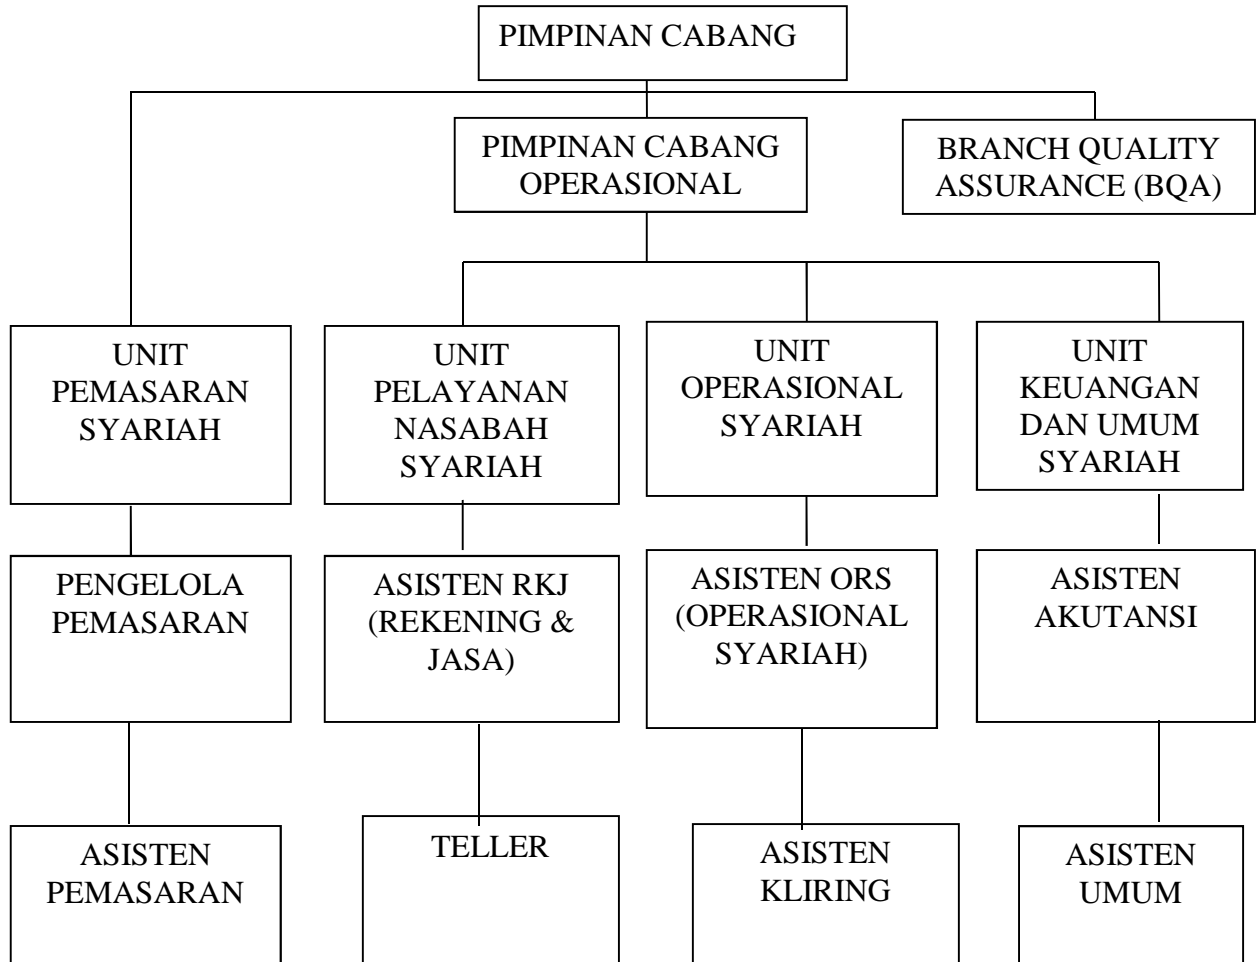 PIMPINAN CABANG
PIMPINAN CABANG
OPERASIONAL
BRANCH QUALITY
ASSURANCE (BQA)
UNIT
PEMASARAN
SYARIAH
UNIT
PELAYANAN
NASABAH
SYARIAH
UNIT
OPERASIONAL
SYARIAH
UNIT
KEUANGAN
DAN UMUM
SYARIAH
PENGELOLA
PEMASARAN
ASISTEN RKJ
(REKENING &
JASA)
ASISTEN ORS
(OPERASIONAL
SYARIAH)
ASISTEN
AKUTANSI
ASISTEN
PEMASARAN
TELLER
ASISTEN
KLIRING
ASISTEN
UMUM